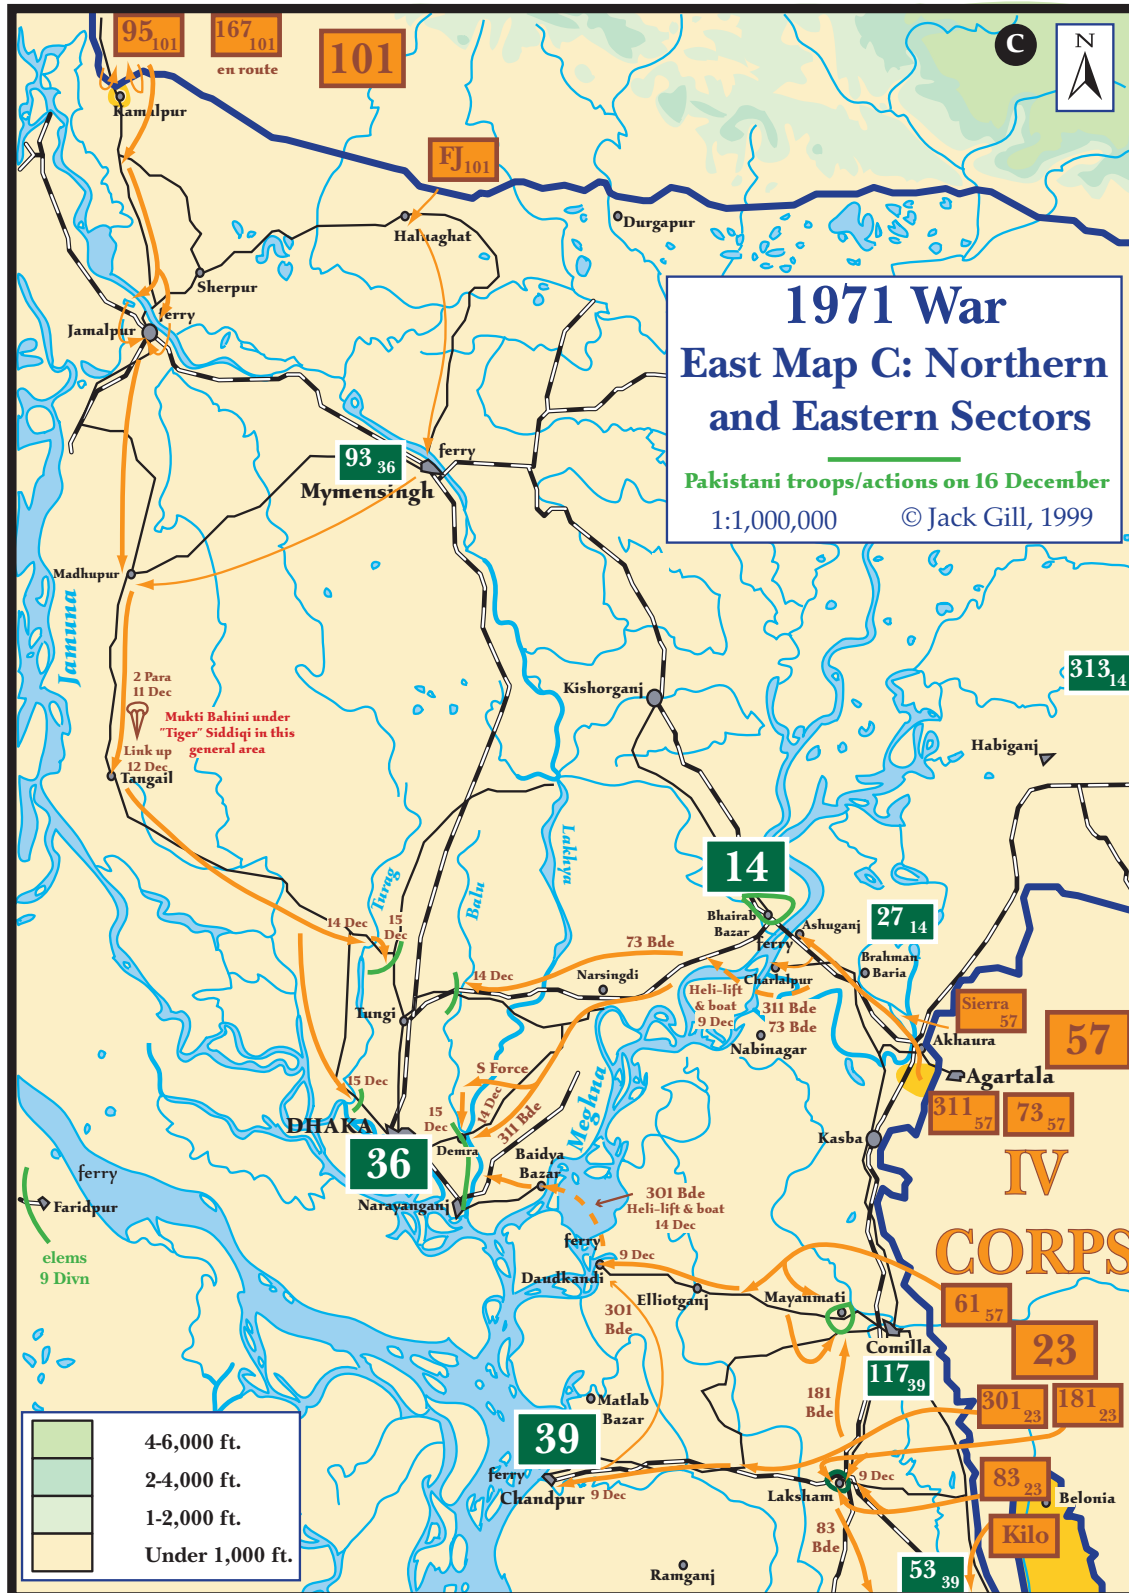 95 101
167 101
en route
101
C
N
Kamalpur
FJ 101
Haluaghat
Durgapur
Sherpur
ferry
Jamalpur
1971 War
East Map C: Northern
and Eastern Sectors
Pakistani troops/actions on 16 December
1:1,000,000
© Jack Gill, 1999
93 36
ferry
Mymensingh
Madhupur
Jamuna
2 Para
11 Dec
Mukti Bahini under
"Tiger" Siddiqi in this
general area
Link up
12 Dec
Tangail
Kishorganj
313 14
Habiganj
Lakhya
14
Turag
Balu
Bhairab
Bazar
ferry
Ashuganj
27 14
14 Dec
15
Dec
73 Bde
Brahman-
Baria
14 Dec
Narsingdi
Charlalpur
Heli-lift
& boat
9 Dec
311 Bde
73 Bde
Sierra
57
Tungi
Nabinagar
Akhaura
57
S Force
Agartala
15 Dec
14 Dec
311 57
73 57
15
Dec
311 Bde
Meghna
DHAKA
Kasba
36
Demra
Baidya
Bazar
IV
CORPS
ferry
Faridpur
Narayanganj
301 Bde
Heli-lift & boat
14 Dec
elems
9 Divn
ferry
9 Dec
Daudkandi
Elliotganj
Mayanmati
61 57
301
Bde
Comilla
23
117 39
181
Bde
301 23
181 23
Matlab
Bazar
39
4-6,000 ft.
2-4,000 ft.
1-2,000 ft.
Under 1,000 ft.
ferry
Chandpur
9 Dec
Laksham
9 Dec
83 23
Belonia
83
Bde
Kilo
Ramganj
53 39